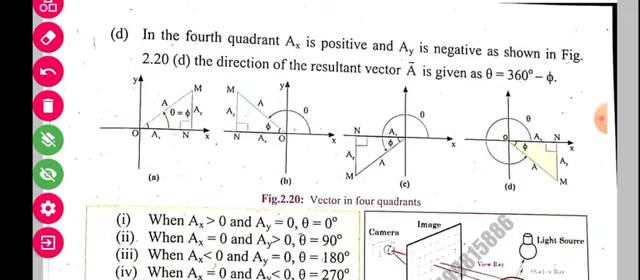 (d) In the fourth quadrant Aₓ is positive and Aᵧ is negative as shown in Fig.
2.20 (d) the direction of the resultant vector A⃗ is given as θ = 360° – ϕ.
y M A θ = ϕ Aᵧ O Aₓ N x
(a)
M y A Aᵧ θ ϕ N Aₓ O x
(b)
θ N Aₓ ϕ x Aᵧ A M
(c)
θ O Aₓ N ϕ x Aᵧ A M
(d)
Fig.2.20: Vector in four quadrants
(i) When Aₓ > 0 and Aᵧ = 0, θ = 0°
(ii) When Aₓ = 0 and Aᵧ > 0, θ = 90°
(iii) When Aₓ < 0 and Aᵧ = 0, θ = 180°
(iv) When Aₓ = 0 and Aᵧ < 0, θ = 270°
Camera
Image
Light Source
View Ray